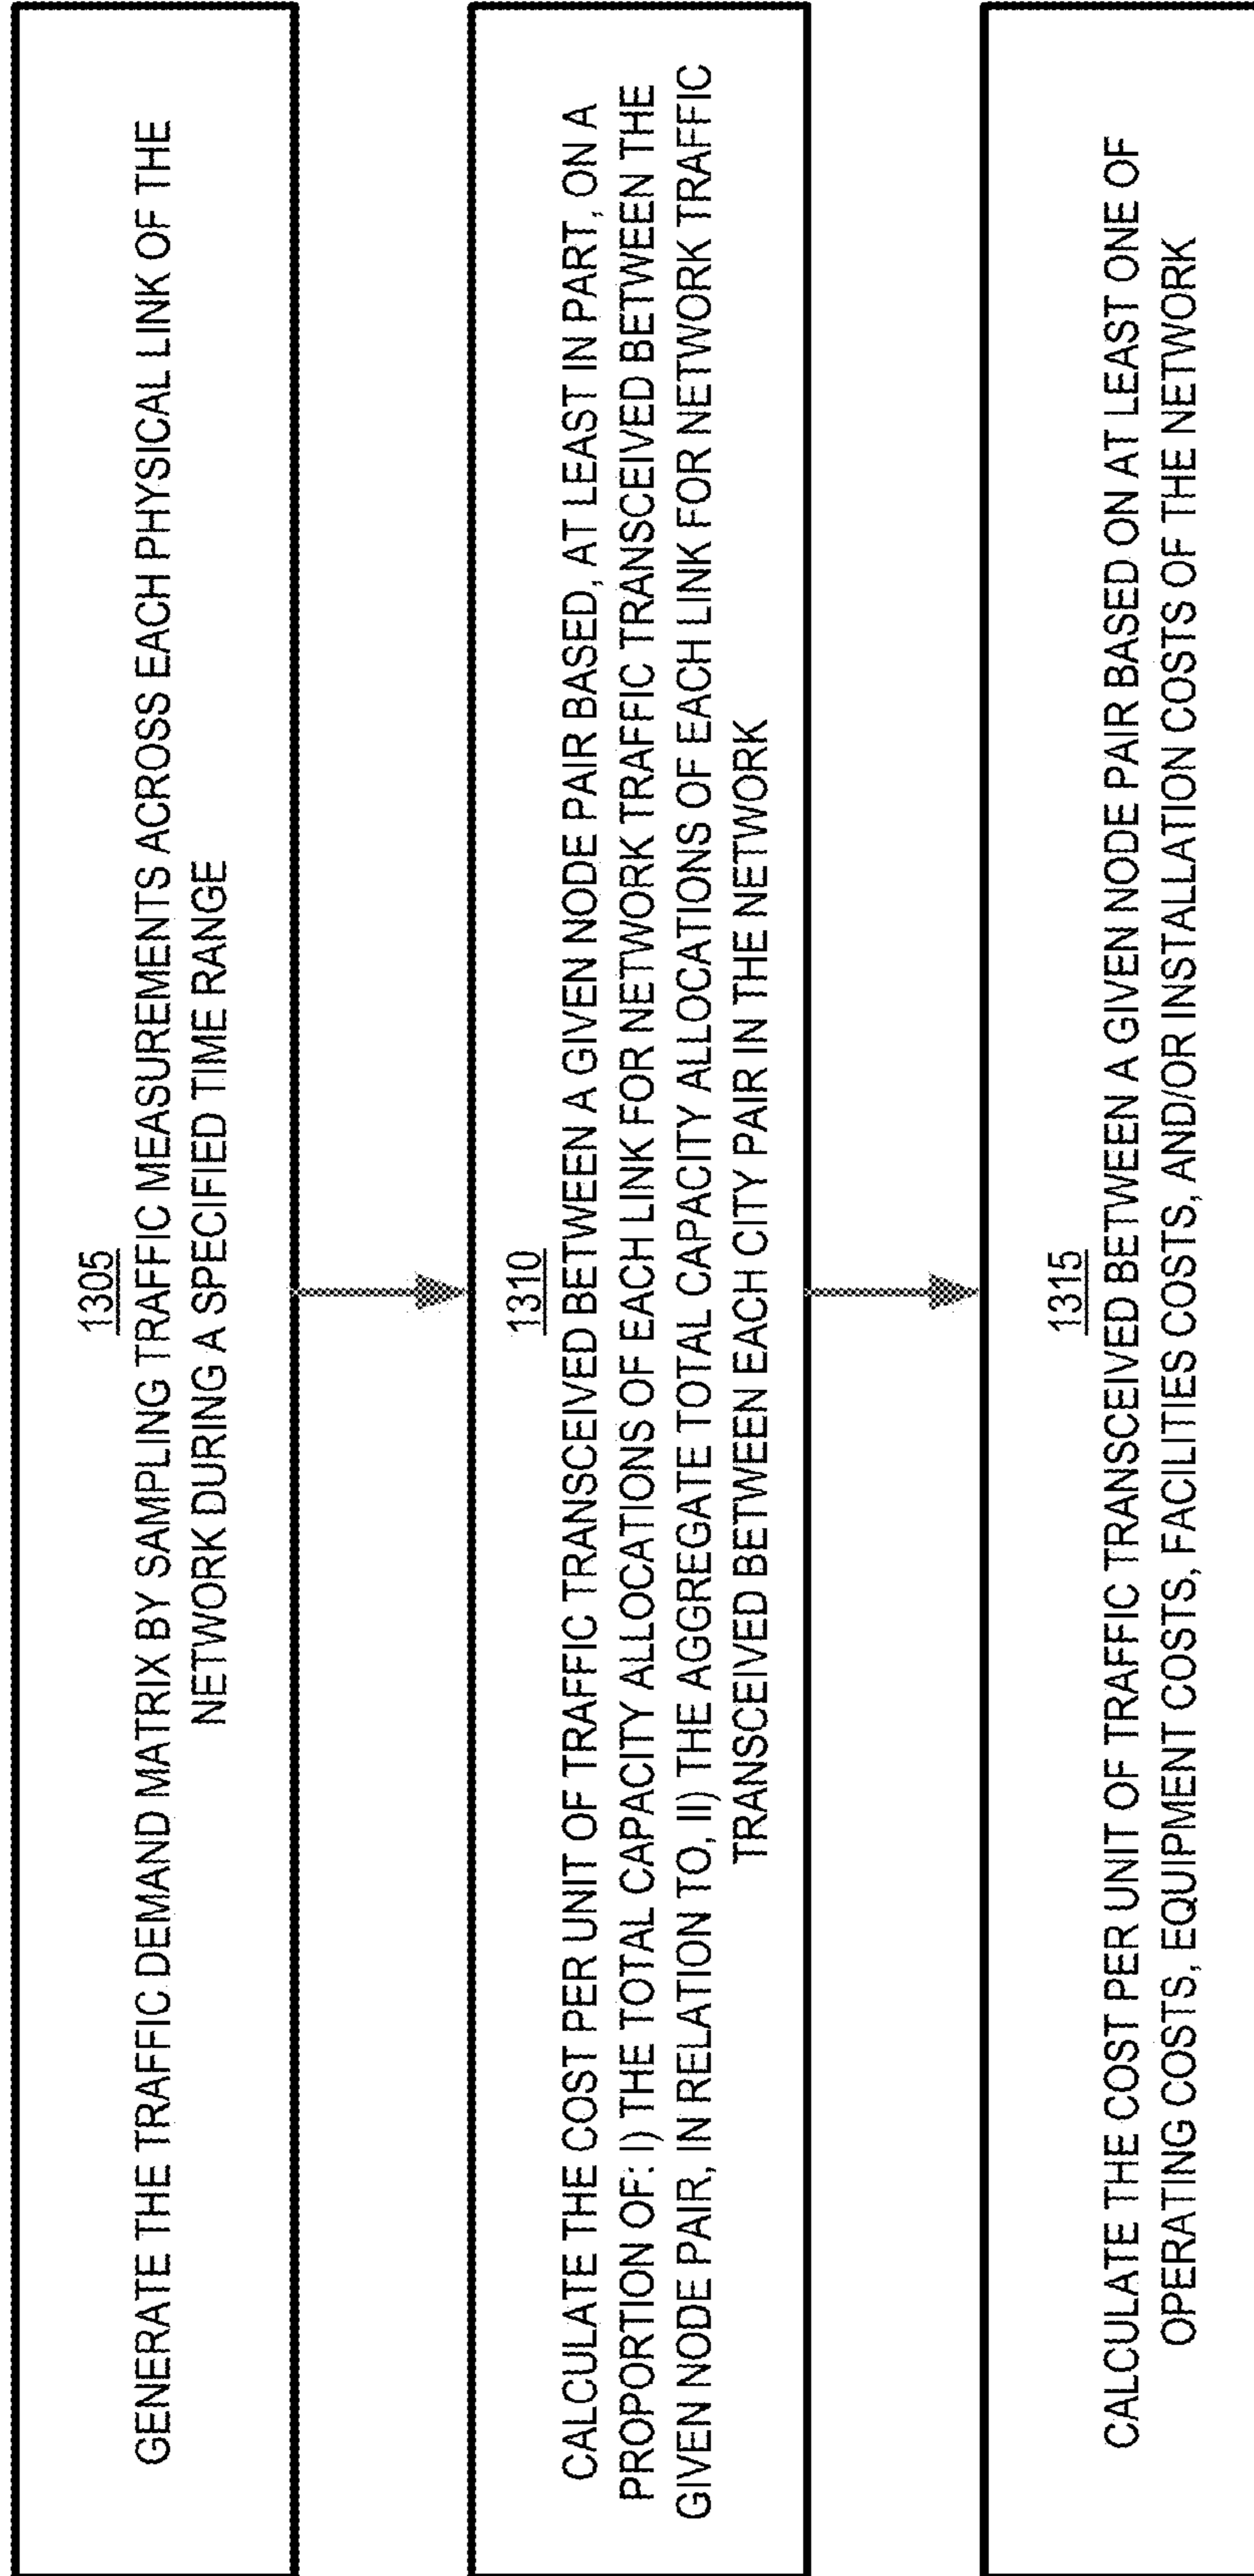 1305
GENERATE THE TRAFFIC DEMAND MATRIX BY SAMPLING TRAFFIC MEASUREMENTS ACROSS EACH PHYSICAL LINK OF THE
NETWORK DURING A SPECIFIED TIME RANGE
1310
CALCULATE THE COST PER UNIT OF TRAFFIC TRANSCEIVED BETWEEN A GIVEN NODE PAIR BASED, AT LEAST IN PART, ON A
PROPORTION OF: I) THE TOTAL CAPACITY ALLOCATIONS OF EACH LINK FOR NETWORK TRAFFIC TRANSCEIVED BETWEEN THE
GIVEN NODE PAIR, IN RELATION TO, II) THE AGGREGATE TOTAL CAPACITY ALLOCATIONS OF EACH LINK FOR NETWORK TRAFFIC
TRANSCEIVED BETWEEN EACH CITY PAIR IN THE NETWORK
1315
CALCULATE THE COST PER UNIT OF TRAFFIC TRANSCEIVED BETWEEN A GIVEN NODE PAIR BASED ON AT LEAST ONE OF
OPERATING COSTS, EQUIPMENT COSTS, FACILITIES COSTS, AND/OR INSTALLATION COSTS OF THE NETWORK